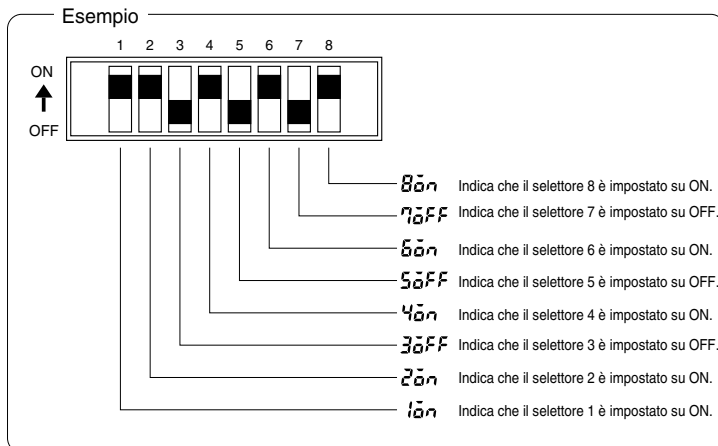 Esempio
1 2 3 4 5 6 7 8
ON
OFF
8on Indica che il selettore 8 è impostato su ON.
7oFF Indica che il selettore 7 è impostato su OFF.
6on Indica che il selettore 6 è impostato su ON.
5oFF Indica che il selettore 5 è impostato su OFF.
4on Indica che il selettore 4 è impostato su ON.
3oFF Indica che il selettore 3 è impostato su OFF.
2on Indica che il selettore 2 è impostato su ON.
1on Indica che il selettore 1 è impostato su ON.